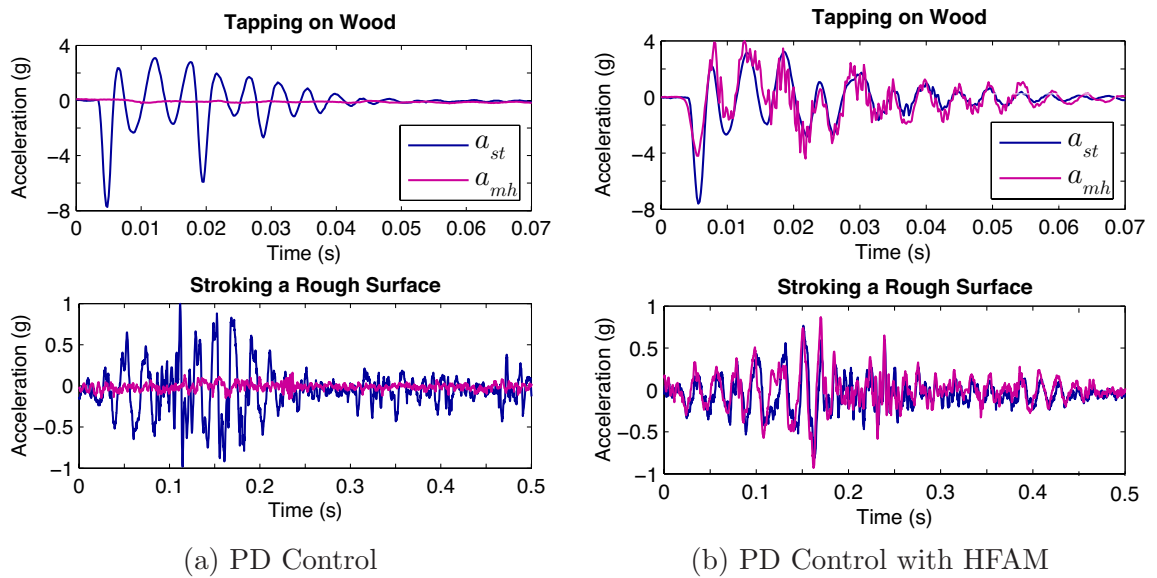 Tapping on Wood
Acceleration (g)
4
0
−4
−8
a_st
a_mh
0 0.01 0.02 0.03 0.04 0.05 0.06 0.07
Time (s)
Stroking a Rough Surface
Acceleration (g)
1
0.5
0
−0.5
−1
0 0.1 0.2 0.3 0.4 0.5
Time (s)
(a) PD Control
Tapping on Wood
Acceleration (g)
4
0
−4
−8
a_st
a_mh
0 0.01 0.02 0.03 0.04 0.05 0.06 0.07
Time (s)
Stroking a Rough Surface
Acceleration (g)
1
0.5
0
−0.5
−1
0 0.1 0.2 0.3 0.4 0.5
Time (s)
(b) PD Control with HFAM